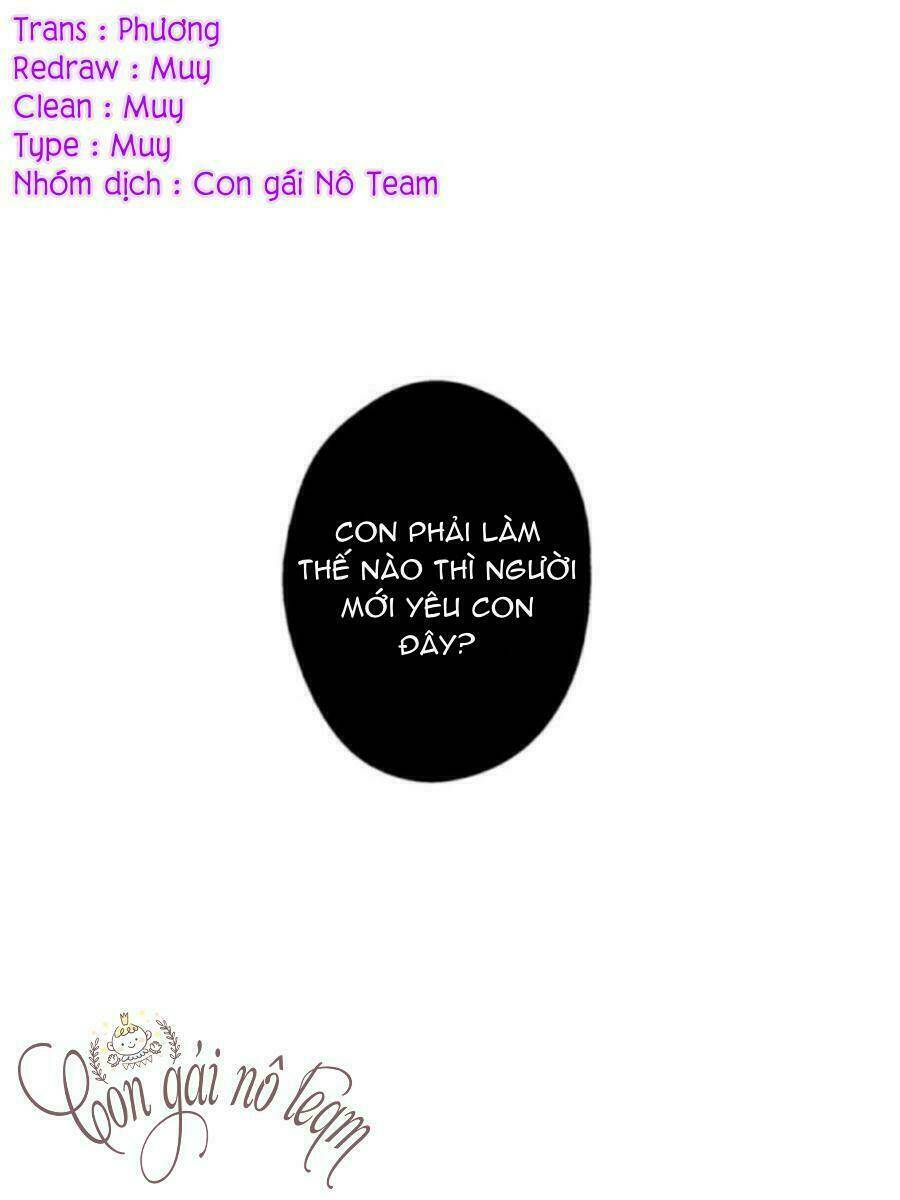 Trans : Phương
Redraw : Muy
Clean : Muy
Type : Muy
Nhóm dịch : Con gái Nô Team
CON PHẢI LÀM
THẾ NÀO THÌ NGƯỜI
MỚI YÊU CON
ĐÂY?
Con gái nô team